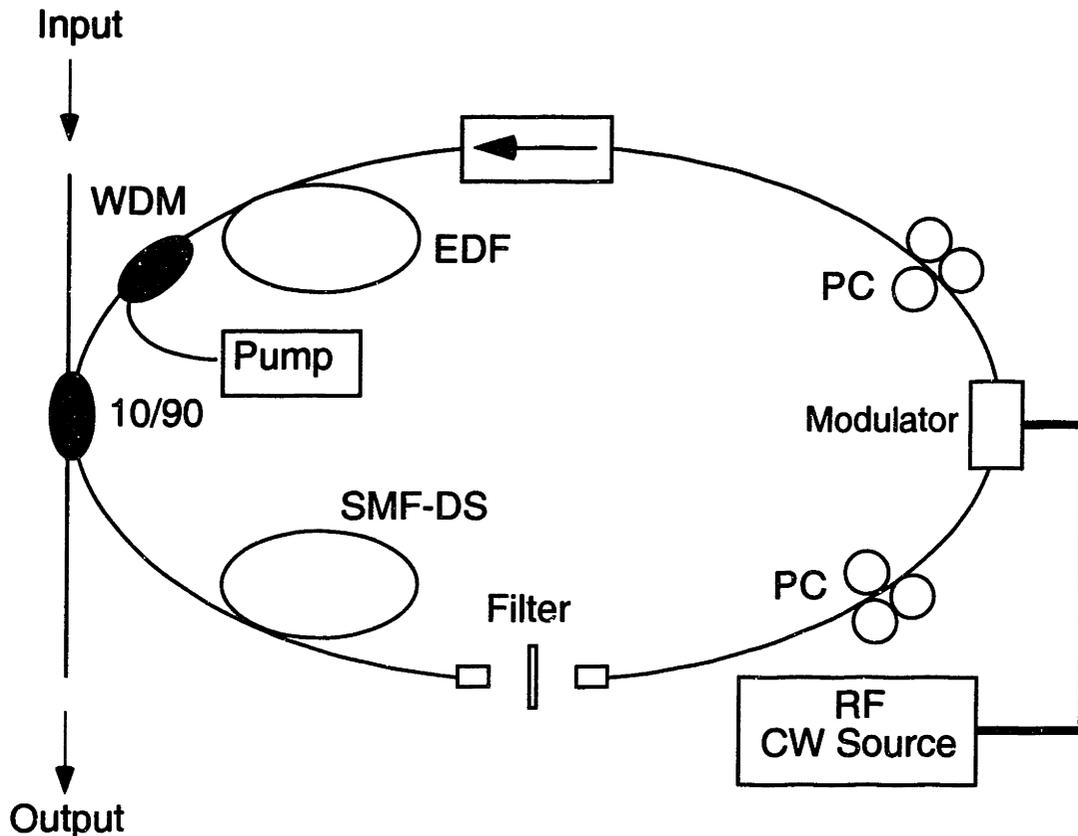 Input
WDM
EDF
PC
Pump
10/90
Modulator
SMF-DS
PC
Filter
RF
CW Source
Output